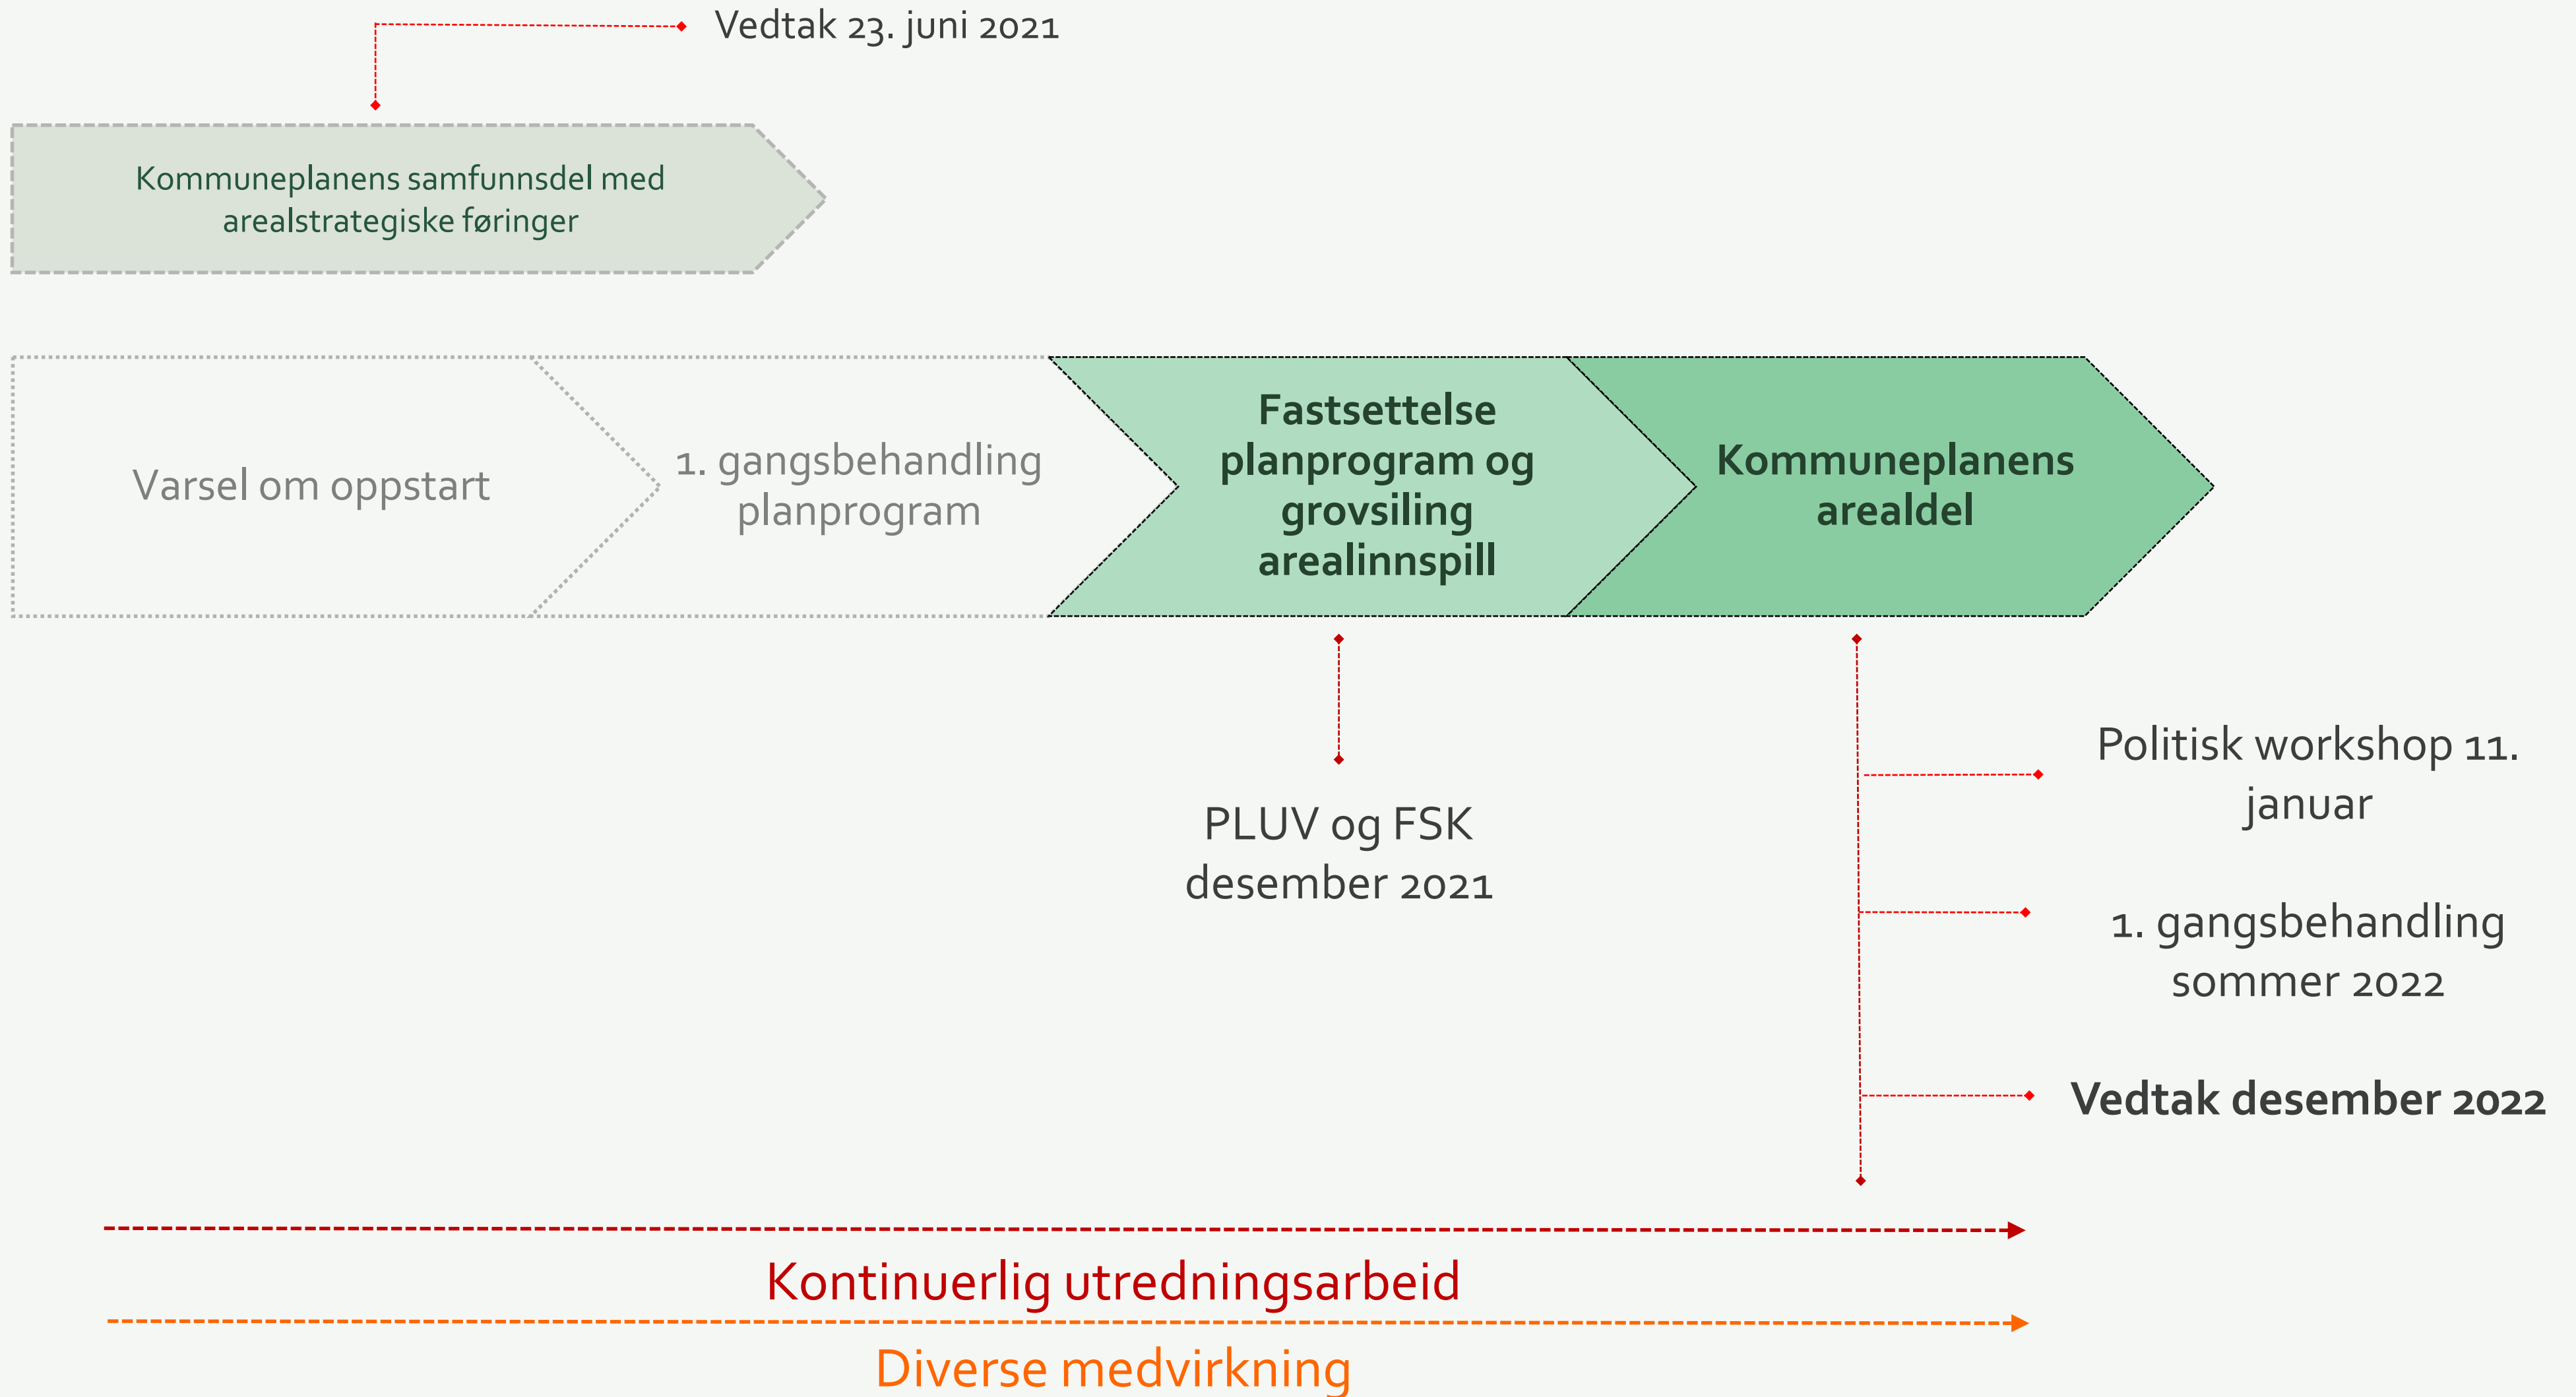 Vedtak 23. juni 2021
Kommuneplanens samfunnsdel med
arealstrategiske føringer
Varsel om oppstart
1. gangsbehandling
planprogram
Fastsettelse
planprogram og
grovsiling
arealinnspill
Kommuneplanens
arealdel
PLUV og FSK
desember 2021
Politisk workshop 11.
januar
1. gangsbehandling
sommer 2022
Vedtak desember 2022
Kontinuerlig utredningsarbeid
Diverse medvirkning